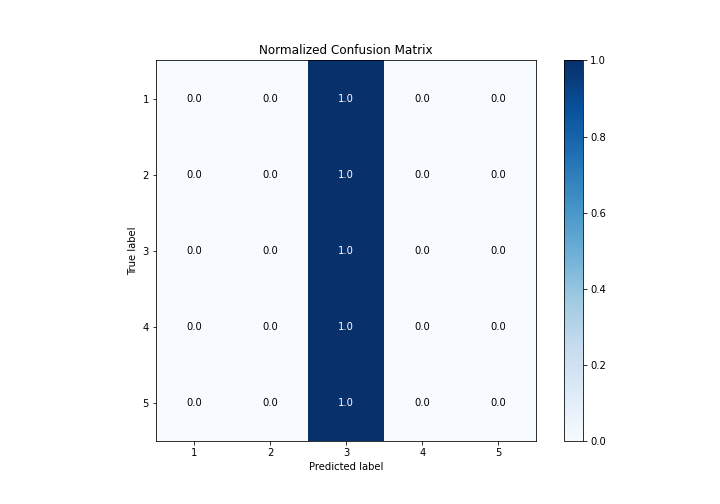 Normalized Confusion Matrix
1.0
1 0.0 0.0 1.0 0.0 0.0
0.8
2 0.0 0.0 1.0 0.0 0.0
0.6
True label
3 0.0 0.0 1.0 0.0 0.0
0.4
4 0.0 0.0 1.0 0.0 0.0
0.2
5 0.0 0.0 1.0 0.0 0.0
0.0
1 2 3 4 5
Predicted label